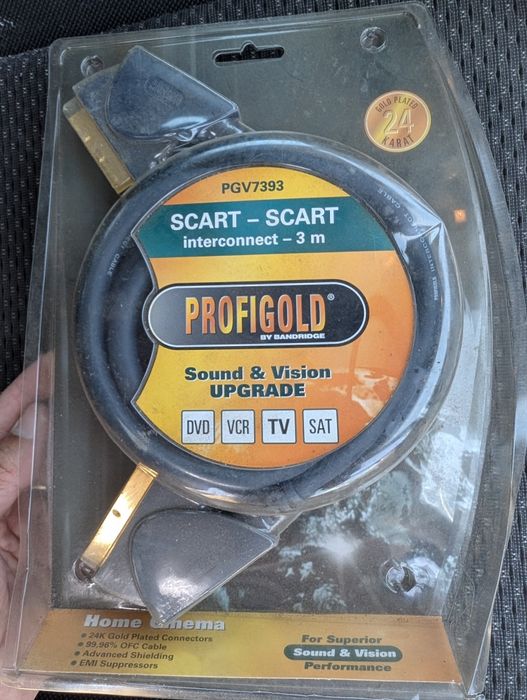 GOLD PLATED
24
KARAT
PGV7393
SCART – SCART
interconnect – 3 m
PROFIGOLD®
BY BANDRIDGE
Sound & Vision
UPGRADE
DVD VCR TV SAT
Home Cinema
• 24K Gold Plated Connectors
• 99,96% OFC Cable
• Advanced Shielding
• EMI Suppressors
For Superior
Sound & Vision
Performance